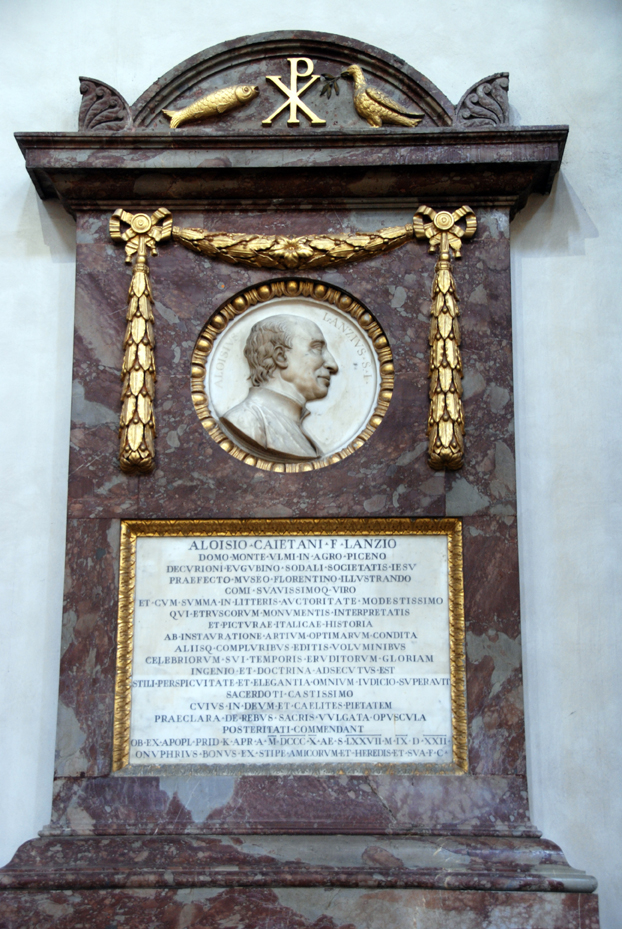 ☧
ALOISIVS LANZIVS·S·I·
ALOISIO·CAIETANI·F·LANZIO
DOMO·MONTE·VLMI·IN·AGRO·PICENO
DECVRIONI·EVGVBINO·SODALI·SOCIETATIS·IESV
PRAEFECTO·MVSEO·FLORENTINO·ILLVSTRANDO
COMI·SVAVISSIMOQ·VIRO
ET·CVM·SVMMA·IN·LITTERIS·AVCTORITATE·MODESTISSIMO
QVI·ETRVSCORVM·MONVMENTIS·INTERPRETATIS
ET·PICTVRAE·ITALICAE·HISTORIA
AB·INSTAVRATIONE·ARTIVM·OPTIMARVM·CONDITA
ALIISQ·COMPLVRIBVS·EDITIS·VOLVMINIBVS
CELEBRIORVM·SVI·TEMPORIS·ERVDITORVM·GLORIAM
INGENIO·ET·DOCTRINA·ADSECVTVS·EST
STILI·PERSPICVITATE·ET·ELEGANTIA·OMNIVM·IVDICIO·SVPERAVIT
SACERDOTI·CASTISSIMO
CVIVS·IN·DEVM·ET·CAELITES·PIETATEM
PRAECLARA·DE·REBVS·SACRIS·VVLGATA·OPVSCVLA
POSTERITATI·COMMENDANT
OB·EX·APOPL·PRID·K·APR·A·M·DCCC·X·AE·S·LXXVII·M·IX·D·XXII·
ONVPHRIVS·BONVS·EX·STIPE·AMICORVM·ET·HEREDIS·ET·SVA·F·C·